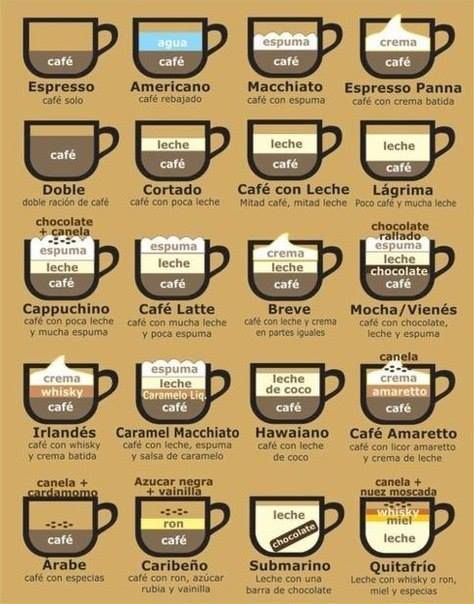 café
Espresso
café solo
agua
café
Americano
café rebajado
espuma
café
Macchiato
café con espuma
crema
café
Espresso Panna
café con crema batida
café
Doble
doble ración de café
leche
café
Cortado
café con poca leche
leche
café
Café con Leche
Mitad café, mitad leche
leche
café
Lágrima
Poco café y mucha leche
chocolate
+ canela
espuma
leche
café
Cappuchino
café con poca leche
y mucha espuma
espuma
leche
café
Café Latte
café con mucha leche
y poca espuma
crema
leche
café
Breve
café con leche y crema
en partes iguales
chocolate
rallado
espuma
leche
chocolate
café
Mocha/Vienés
café con chocolate,
leche y espuma
crema
whisky
café
Irlandés
café con whisky
y crema batida
espuma
leche
Caramelo Liq.
café
Caramel Macchiato
café con leche, espuma
y salsa de caramelo
leche
de coco
café
Hawaiano
café con leche
de coco
canela
crema
amaretto
café
Café Amaretto
café con licor amaretto
y crema de leche
canela +
cardamomo
café
Árabe
café con especias
Azucar negra
+ vainilla
ron
café
Caribeño
café con ron, azúcar
rubia y vainilla
leche
chocolate
Submarino
Leche con una
barra de chocolate
canela +
nuez moscada
whisky
miel
leche
Quitafrío
Leche con whisky o ron,
miel y especias